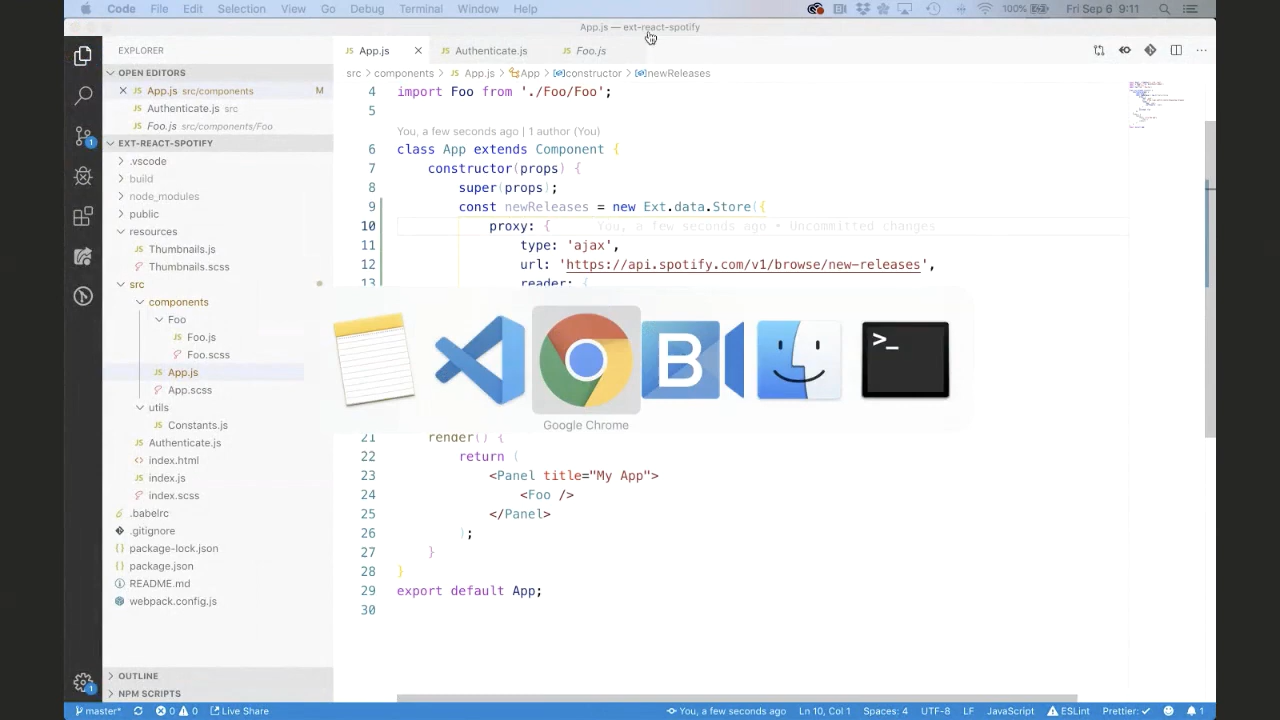 Code File Edit Selection View Go Debug Terminal Window Help 100% Fri Sep 6 9:11
App.js — ext-react-spotify
EXPLORER
App.js Authenticate.js Foo.js
OPEN EDITORS
App.js src/components M
Authenticate.js src
Foo.js src/components/Foo
EXT-REACT-SPOTIFY
.vscode
build
node_modules
public
resources
Thumbnails.js
Thumbnails.scss
src
components
Foo
Foo.js
Foo.scss
App.js
App.scss
utils
Constants.js
Authenticate.js
index.html
index.js
index.scss
.babelrc
.gitignore
package-lock.json
package.json
README.md
webpack.config.js
OUTLINE
NPM SCRIPTS
src > components > App.js > App > constructor > newReleases
4 import Foo from './Foo/Foo';
5
You, a few seconds ago | 1 author (You)
6 class App extends Component {
7 constructor(props) {
8 super(props);
9 const newReleases = new Ext.data.Store({
10 proxy: { You, a few seconds ago • Uncommitted changes
11 type: 'ajax',
12 url: 'https://api.spotify.com/v1/browse/new-releases',
13 reader: {
Google Chrome
21 render() {
22 return (
23 <Panel title="My App">
24 <Foo />
25 </Panel>
26 );
27 }
28 }
29 export default App;
30
master* 0 0 Live Share You, a few seconds ago Ln 10, Col 1 Spaces: 4 UTF-8 LF JavaScript ESLint Prettier: ✓ 1